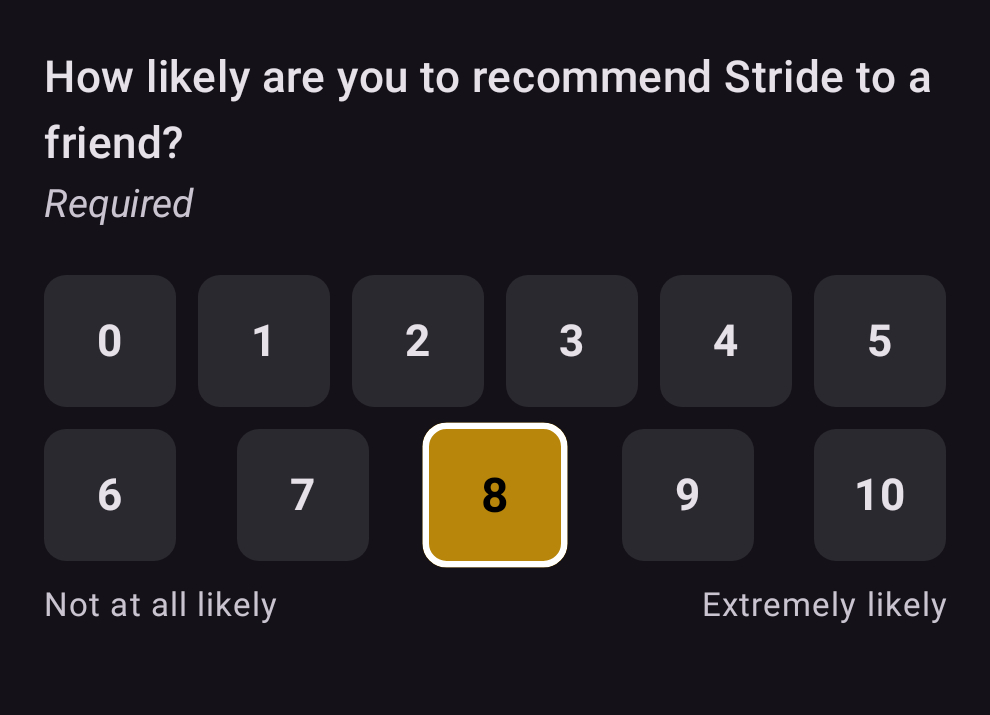 How likely are you to recommend Stride to a
friend?
Required
0 1 2 3 4 5
6 7 8 9 10
Not at all likely Extremely likely